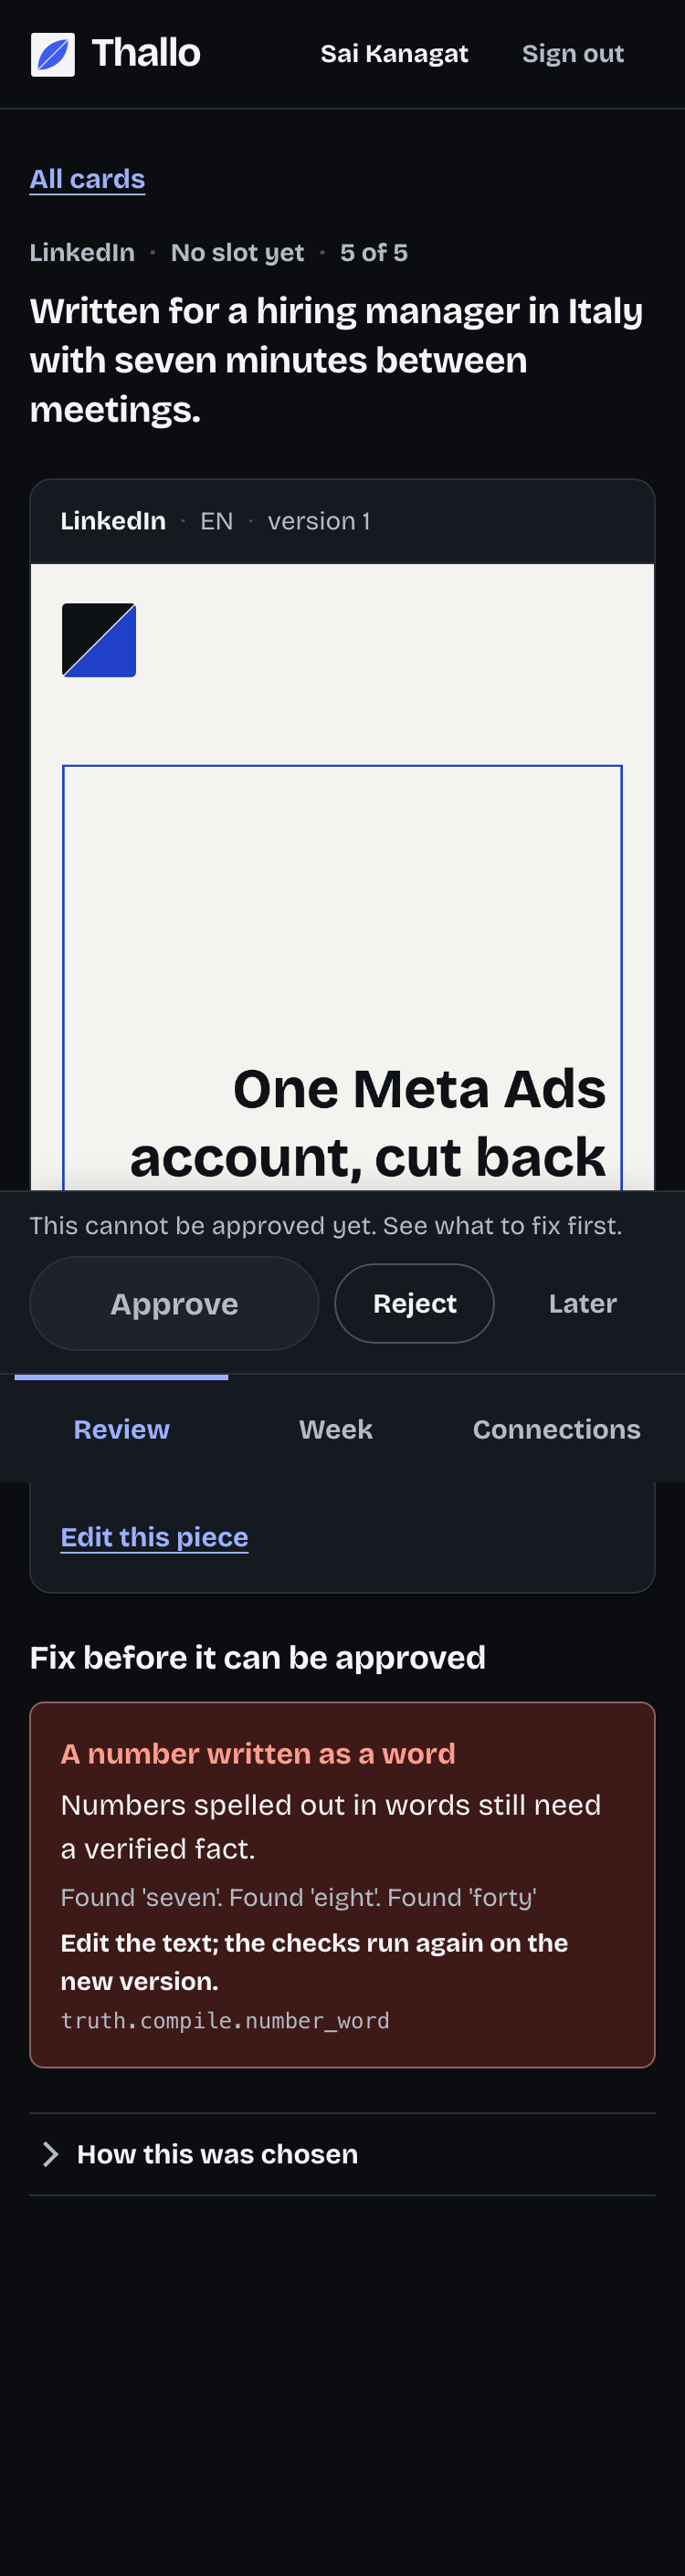 Thallo
Sai Kanagat
Sign out
All cards
LinkedIn · No slot yet · 5 of 5
Written for a hiring manager in Italy
with seven minutes between
meetings.
LinkedIn · EN · version 1
One Meta Ads
account, cut back
This cannot be approved yet. See what to fix first.
Approve
Reject
Later
Review
Week
Connections
Edit this piece
Fix before it can be approved
A number written as a word
Numbers spelled out in words still need
a verified fact.
Found 'seven'. Found 'eight'. Found 'forty'
Edit the text; the checks run again on the
new version.
truth.compile.number_word
How this was chosen